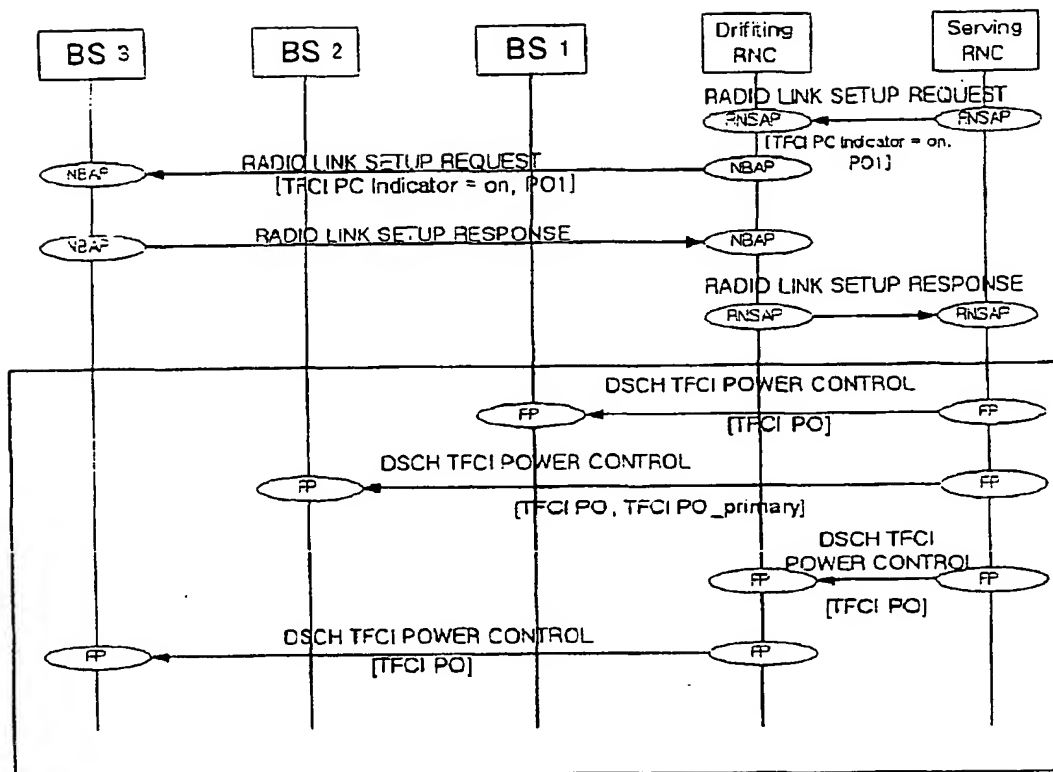 BS 3
BS 2
BS 1
Drifiting
RNC
Serving
RNC
RADIO LINK SETUP REQUEST
RNSAP
RNSAP
[TFCI PC Indicator = on,
PO1]
RADIO LINK SETUP REQUEST
NBAP
NBAP
[TFCI PC Indicator = on, PO1]
RADIO LINK SETUP RESPONSE
NBAP
NBAP
RADIO LINK SETUP RESPONSE
RNSAP
RNSAP
DSCH TFCI POWER CONTROL
FP
FP
[TFCI PO]
DSCH TFCI POWER CONTROL
FP
FP
[TFCI PO, TFCI PO_primary]
DSCH TFCI
POWER CONTROL
FP
FP
[TFCI PO]
DSCH TFCI POWER CONTROL
FP
FP
[TFCI PO]